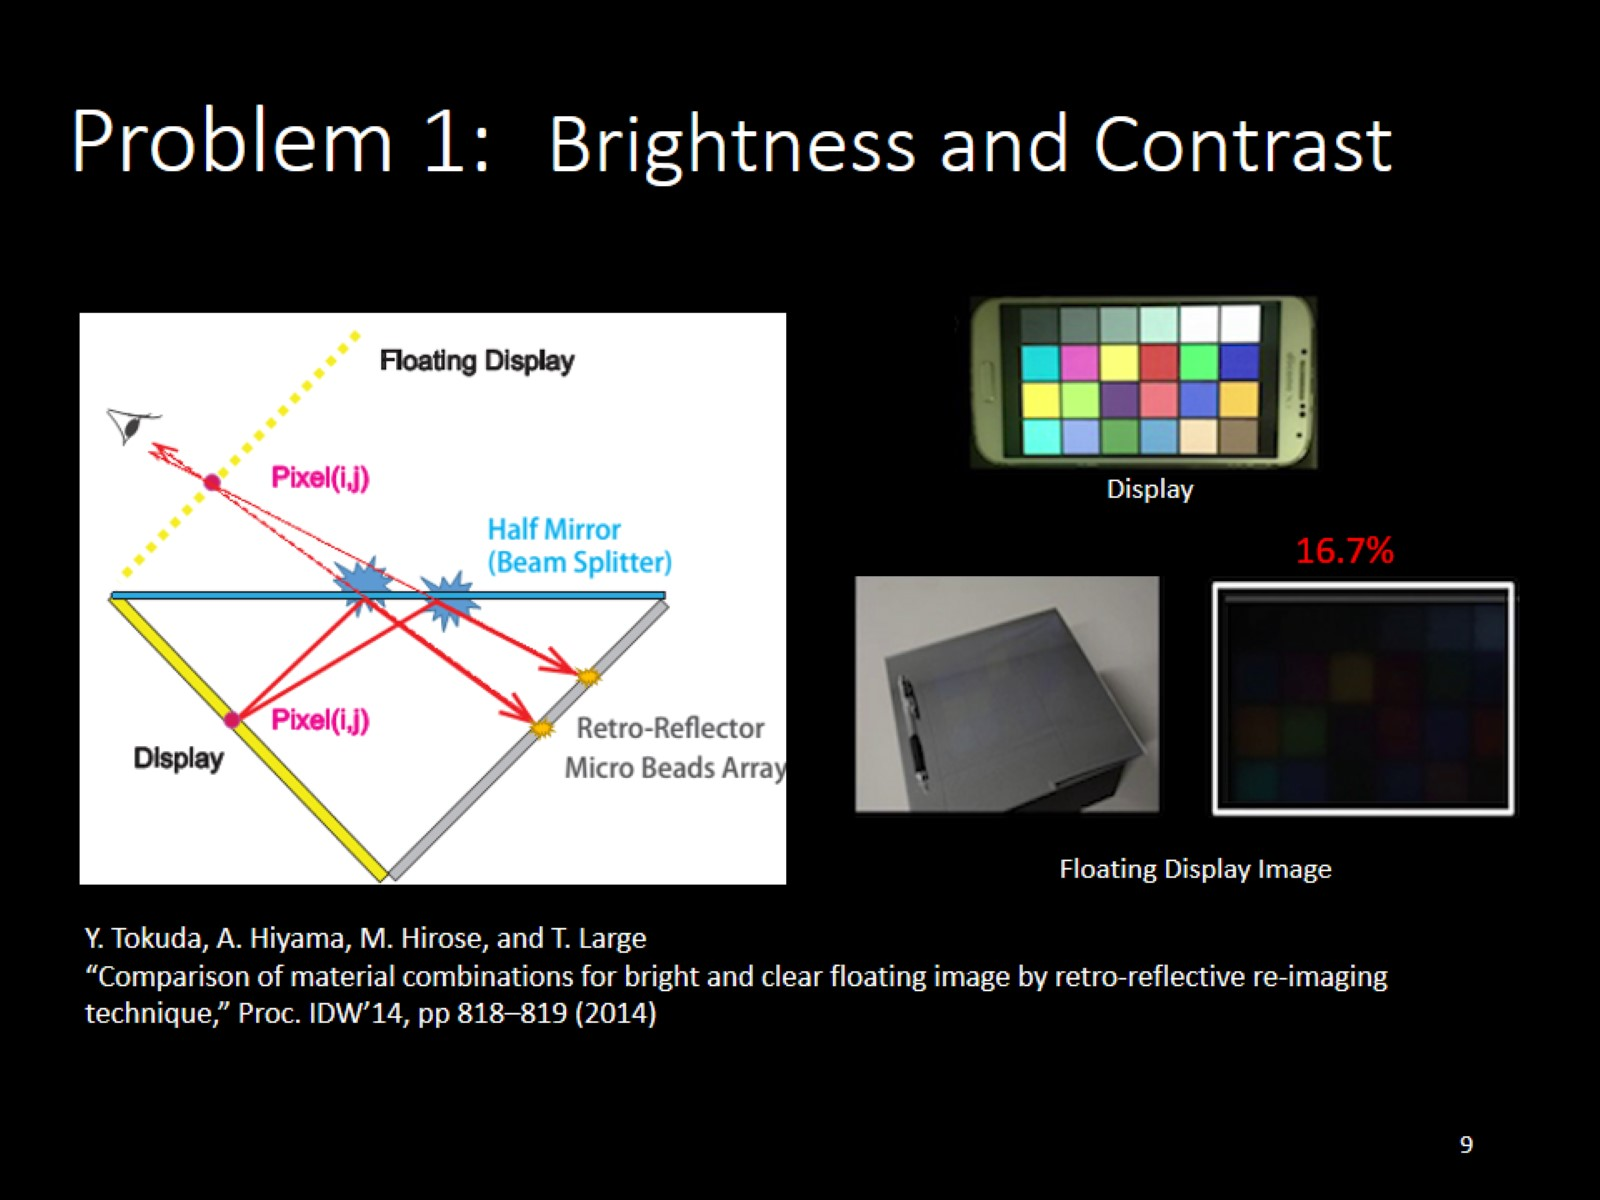 Problem 1: Brightness and Contrast
Floating Display
Pixel(i,j)
Half Mirror
(Beam Splitter)
Pixel(i,j)
Display
Retro-Reflector
Micro Beads Array
Display
16.7%
Floating Display Image
Y. Tokuda, A. Hiyama, M. Hirose, and T. Large
“Comparison of material combinations for bright and clear floating image by retro-reflective re-imaging
technique,” Proc. IDW’14, pp 818–819 (2014)
9